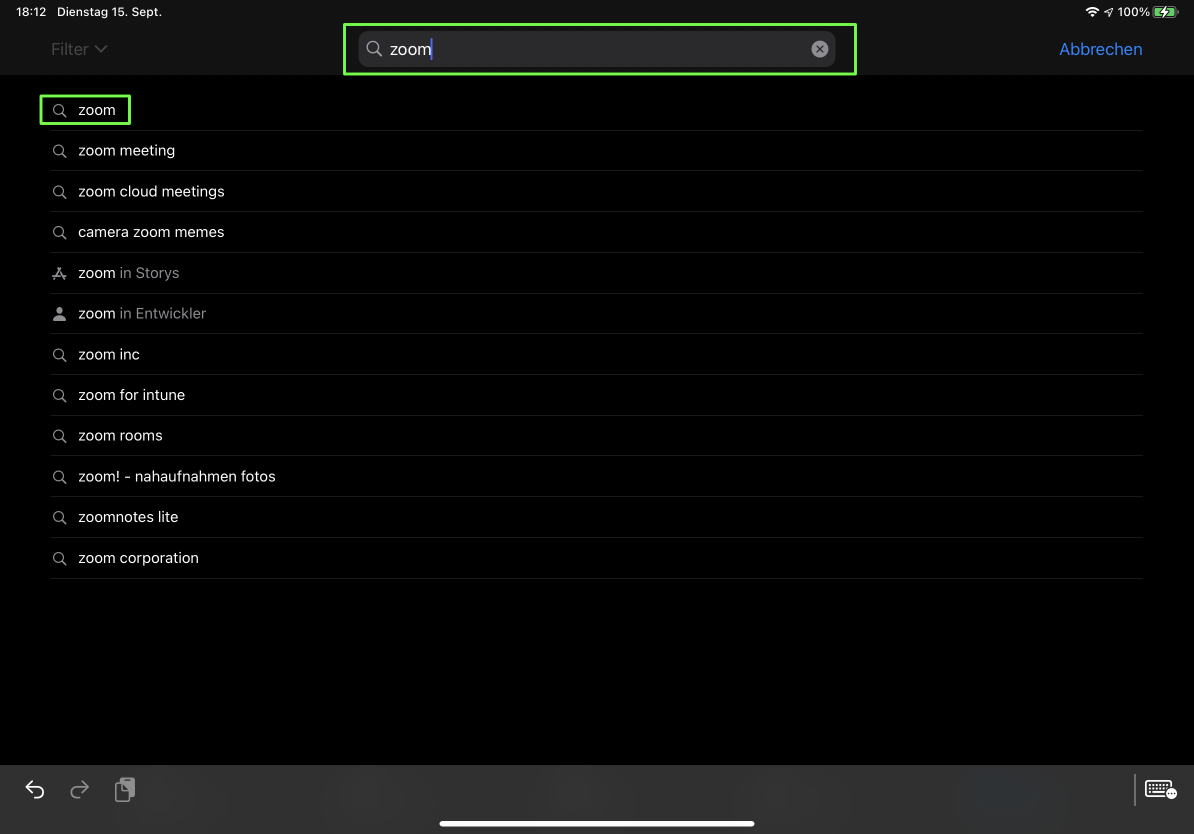 18:12 Dienstag 15. Sept. 100%
Filter zoom Abbrechen
zoom
zoom meeting
zoom cloud meetings
camera zoom memes
zoom in Storys
zoom in Entwickler
zoom inc
zoom for intune
zoom rooms
zoom! - nahaufnahmen fotos
zoomnotes lite
zoom corporation